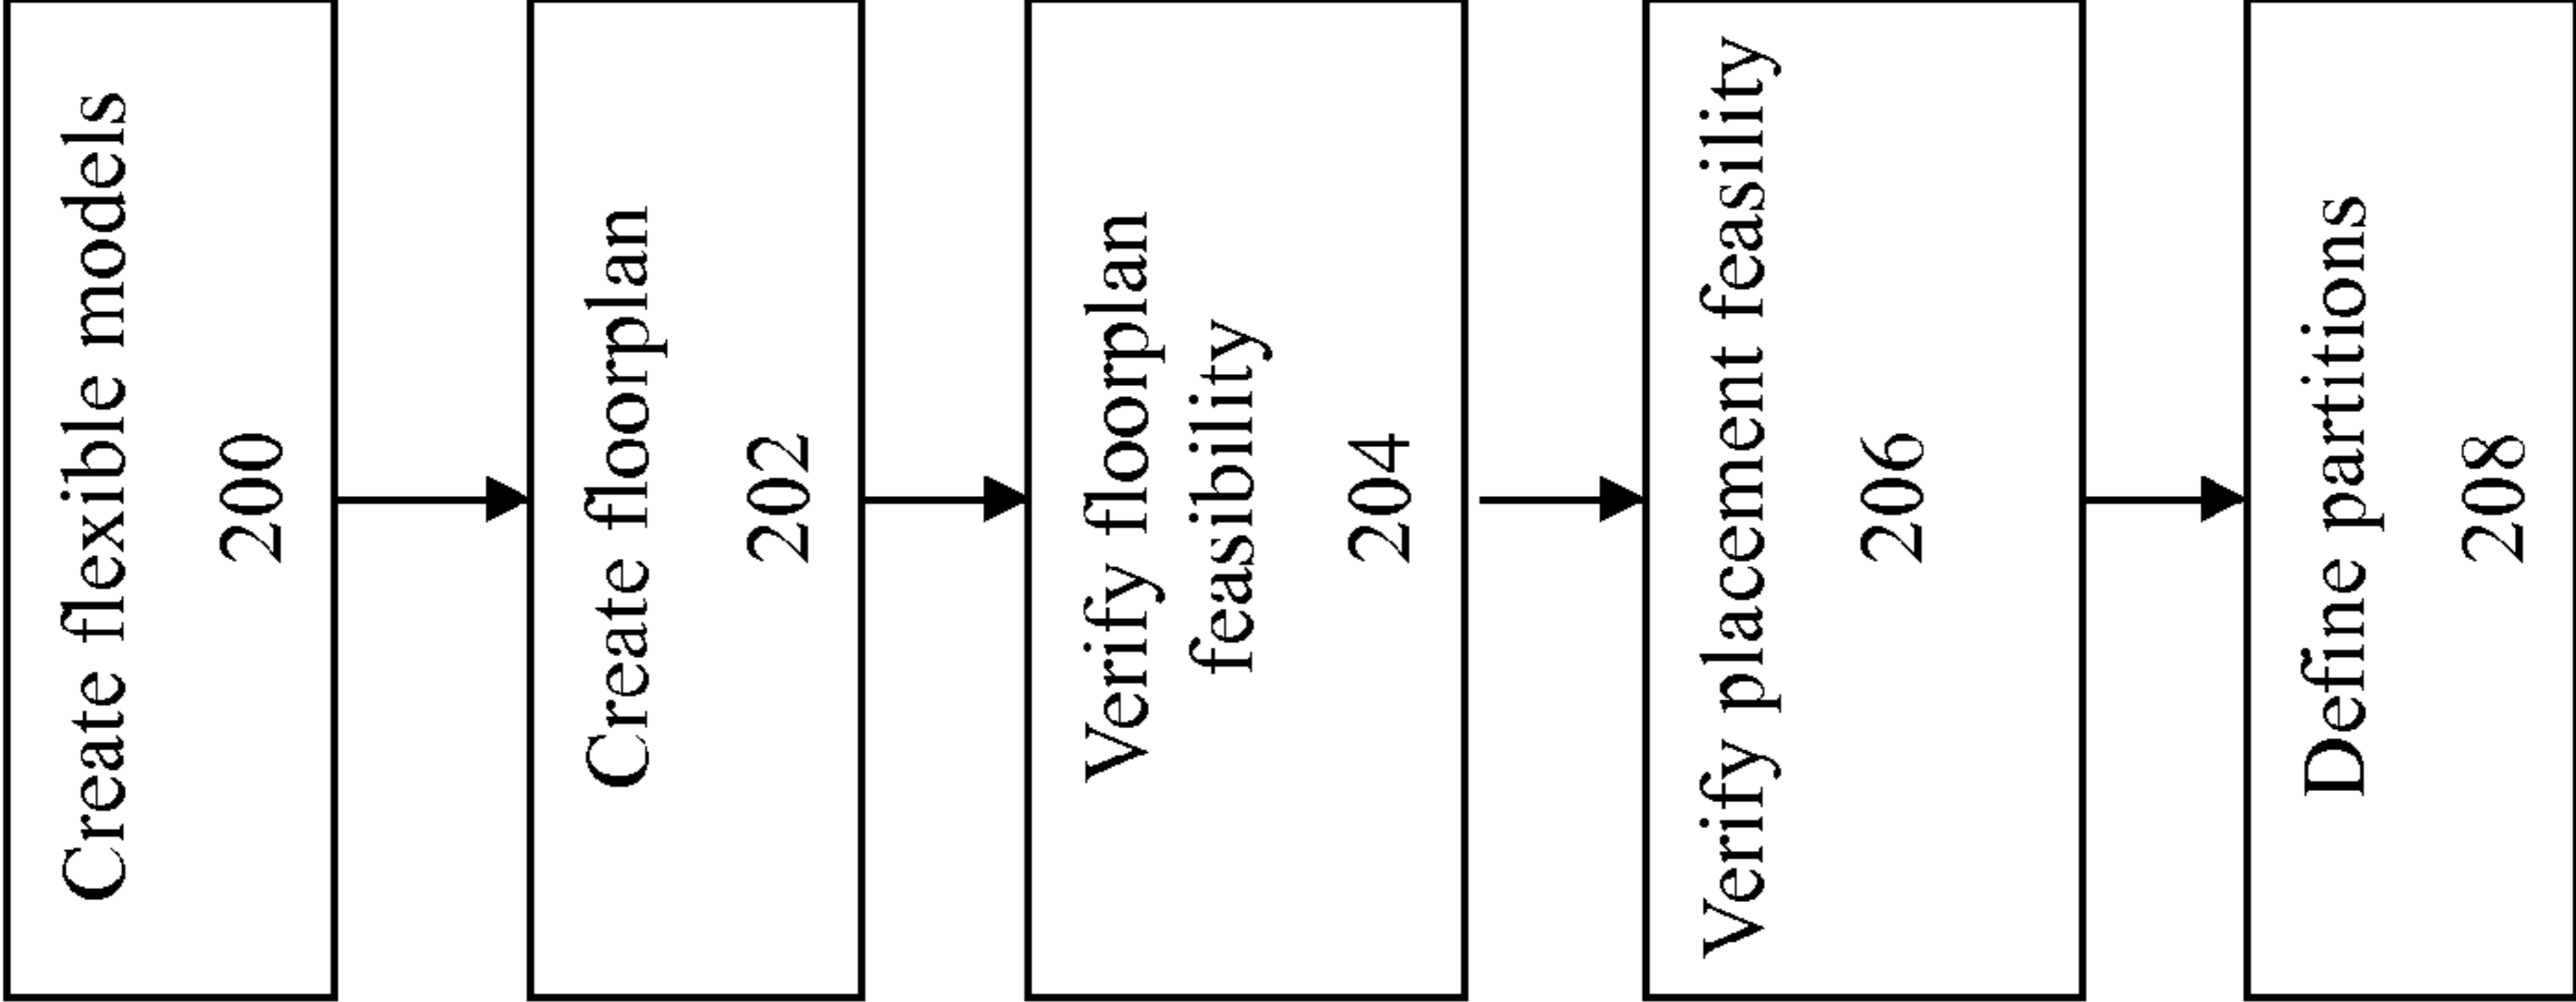 Create flexible models
200
Create floorplan
202
Verify floorplan
feasibility
204
Verify placement feasibility
206
Define partitions
208